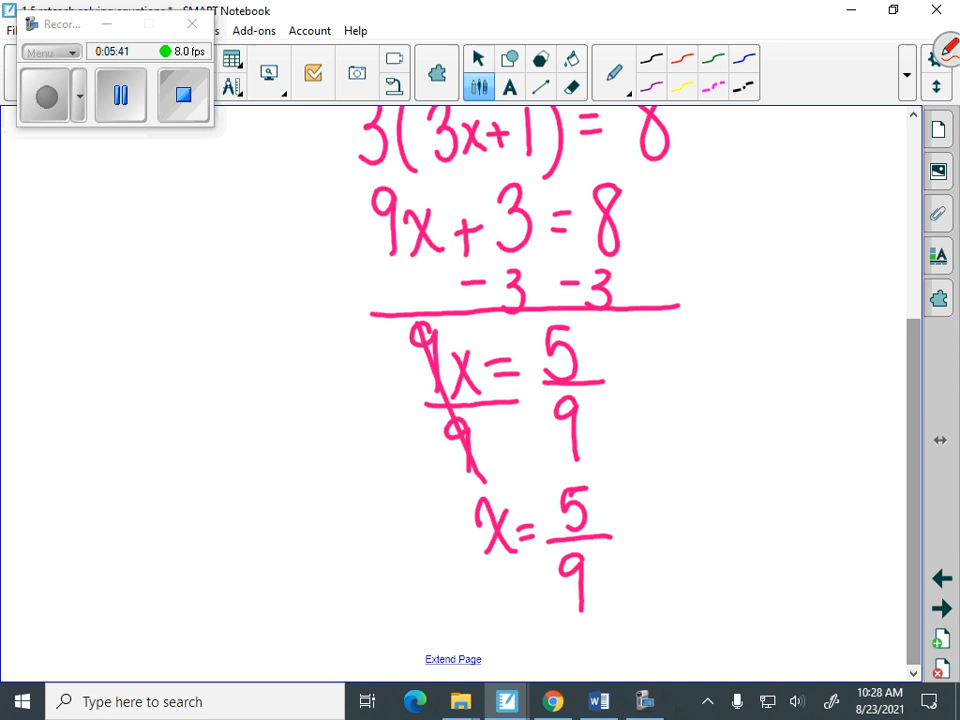 SMART Notebook
Recor...
Add-ons Account Help
Menu
0:05:41
8.0 fps
3(3x+1) = 8
9x + 3 = 8
- 3 - 3
9x = 5
9 9
x = 5
9
Extend Page
Type here to search
10:28 AM
8/23/2021